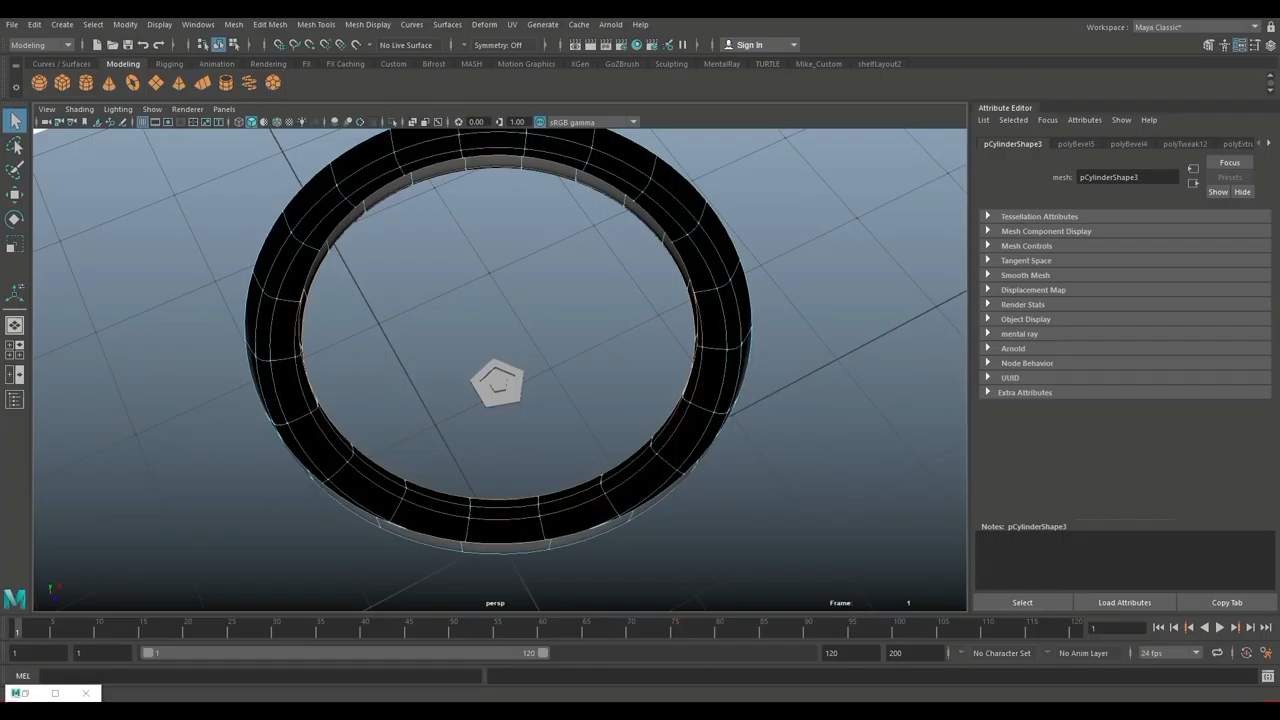 File Edit Create Select Modify Display Windows Mesh Edit Mesh Mesh Tools Mesh Display Curves Surfaces Deform UV Generate Cache Arnold Help
Workspace : Maya Classic*
Modeling No Live Surface Symmetry: Off Sign In
Curves / Surfaces Modeling Rigging Animation Rendering FX FX Caching Custom Bifrost MASH Motion Graphics XGen GoZBrush Sculpting MentalRay TURTLE Mike_Custom shelfLayout2
View Shading Lighting Show Renderer Panels
0.00 1.00 sRGB gamma
persp
Frame: 1
Attribute Editor
List Selected Focus Attributes Show Help
pCylinderShape3 polyBevel5 polyBevel4 polyTweak12 polyExtr
Focus
mesh: pCylinderShape3 Presets
Show Hide
Tessellation Attributes
Mesh Component Display
Mesh Controls
Tangent Space
Smooth Mesh
Displacement Map
Render Stats
Object Display
mental ray
Arnold
Node Behavior
UUID
Extra Attributes
Notes: pCylinderShape3
Select Load Attributes Copy Tab
1 5 10 15 20 25 30 35 40 45 50 55 60 65 70 75 80 85 90 95 100 105 110 115 120 1
1 1 1 120 120 200 No Character Set No Anim Layer 24 fps
MEL